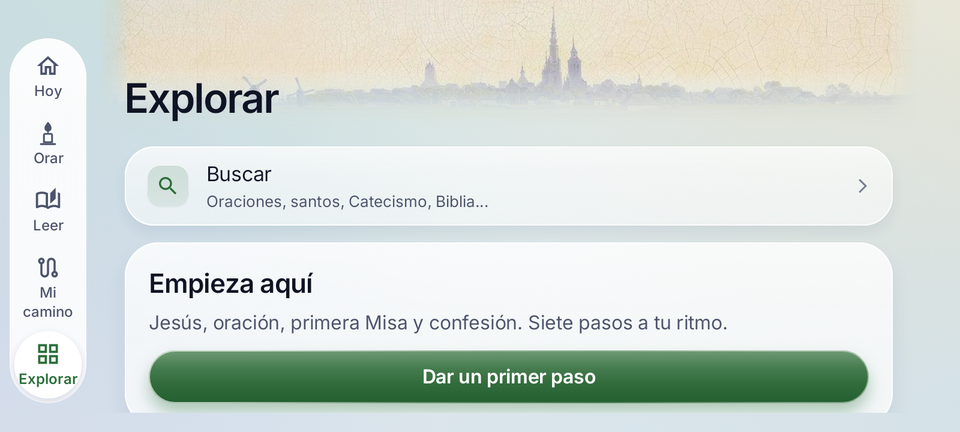 Hoy
Orar
Leer
Mi
camino
Explorar
Explorar
Buscar
Oraciones, santos, Catecismo, Biblia...
Empieza aquí
Jesús, oración, primera Misa y confesión. Siete pasos a tu ritmo.
Dar un primer paso